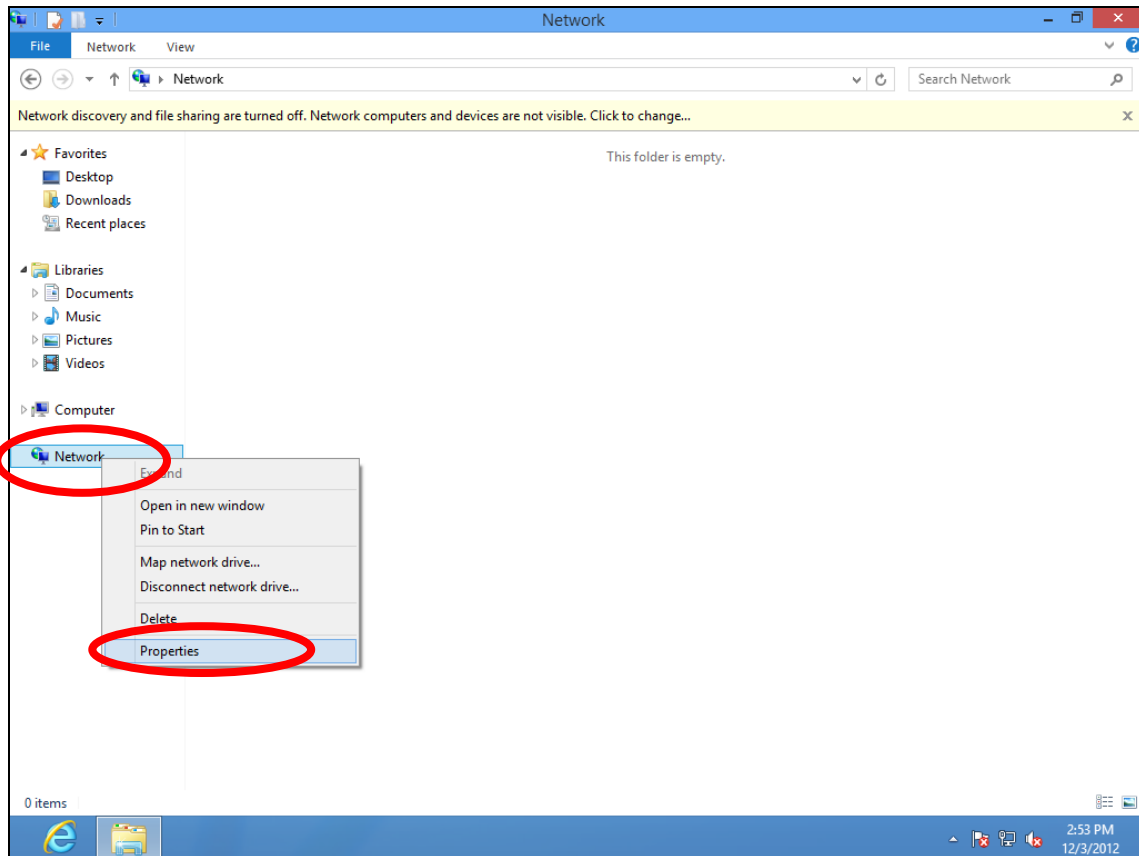 Network
File Network View
Network
Search Network
Network discovery and file sharing are turned off. Network computers and devices are not visible. Click to change...
Favorites
This folder is empty.
Desktop
Downloads
Recent places
Libraries
Documents
Music
Pictures
Videos
Computer
Network
Expand
Open in new window
Pin to Start
Map network drive...
Disconnect network drive...
Delete
Properties
0 items
2:53 PM
12/3/2012